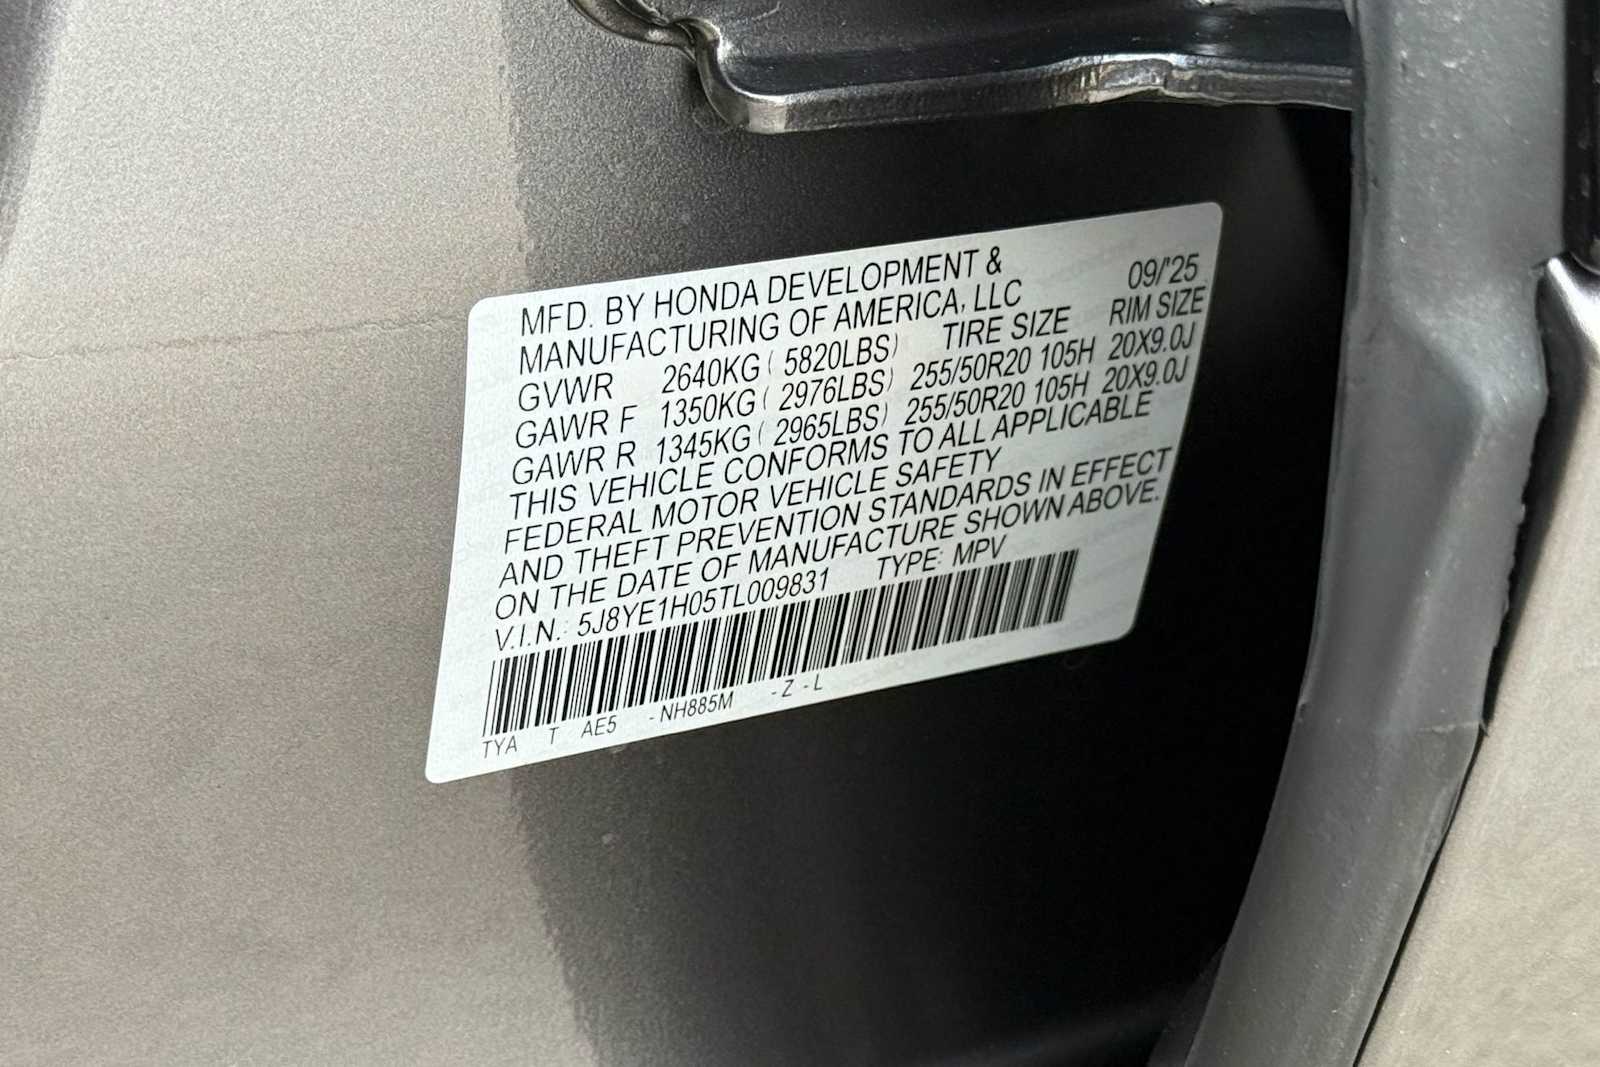 MFD. BY HONDA DEVELOPMENT &
MANUFACTURING OF AMERICA, LLC 09/'25
GVWR 2640KG ( 5820LBS) TIRE SIZE RIM SIZE
GAWR F 1350KG ( 2976LBS) 255/50R20 105H 20X9.0J
GAWR R 1345KG ( 2965LBS) 255/50R20 105H 20X9.0J
THIS VEHICLE CONFORMS TO ALL APPLICABLE
FEDERAL MOTOR VEHICLE SAFETY
AND THEFT PREVENTION STANDARDS IN EFFECT
ON THE DATE OF MANUFACTURE SHOWN ABOVE.
V.I.N.: 5J8YE1H05TL009831 TYPE: MPV
TYA T AE5 -NH885M -Z -L